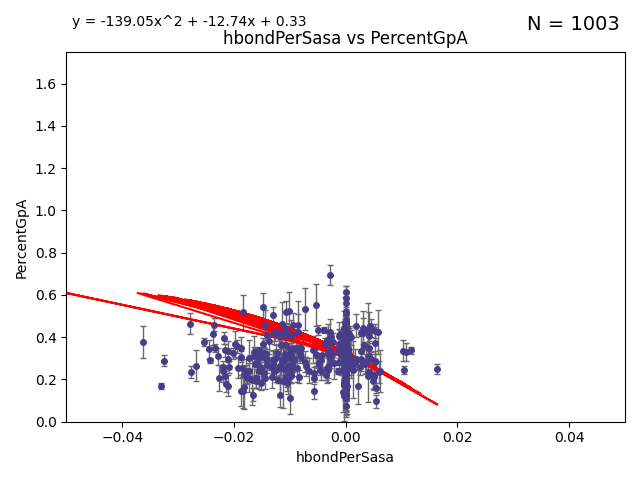 y = -139.05x^2 + -12.74x + 0.33
N = 1003
hbondPerSasa vs PercentGpA
PercentGpA
1.6
1.4
1.2
1.0
0.8
0.6
0.4
0.2
0.0
−0.04
−0.02
0.00
0.02
0.04
hbondPerSasa